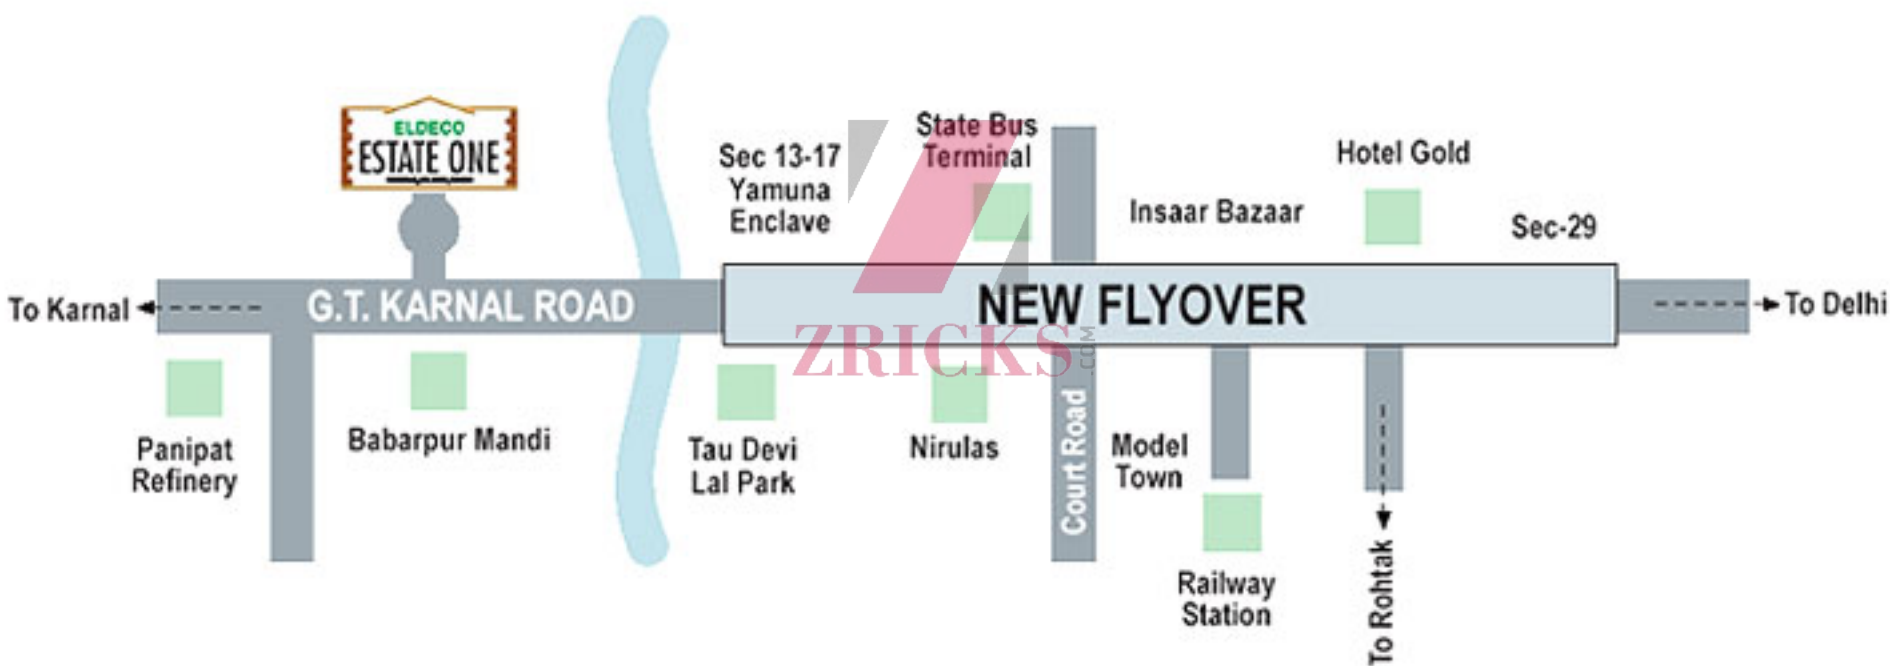 ELDECO
ESTATE ONE
Sec 13-17
Yamuna
Enclave
State Bus
Terminal
Insaar Bazaar
Hotel Gold
Sec-29
To Karnal
G.T. KARNAL ROAD
NEW FLYOVER
To Delhi
ZRICKS
.COM
Panipat
Refinery
Babarpur Mandi
Tau Devi
Lal Park
Nirulas
Court Road
Model
Town
Railway
Station
To Rohtak